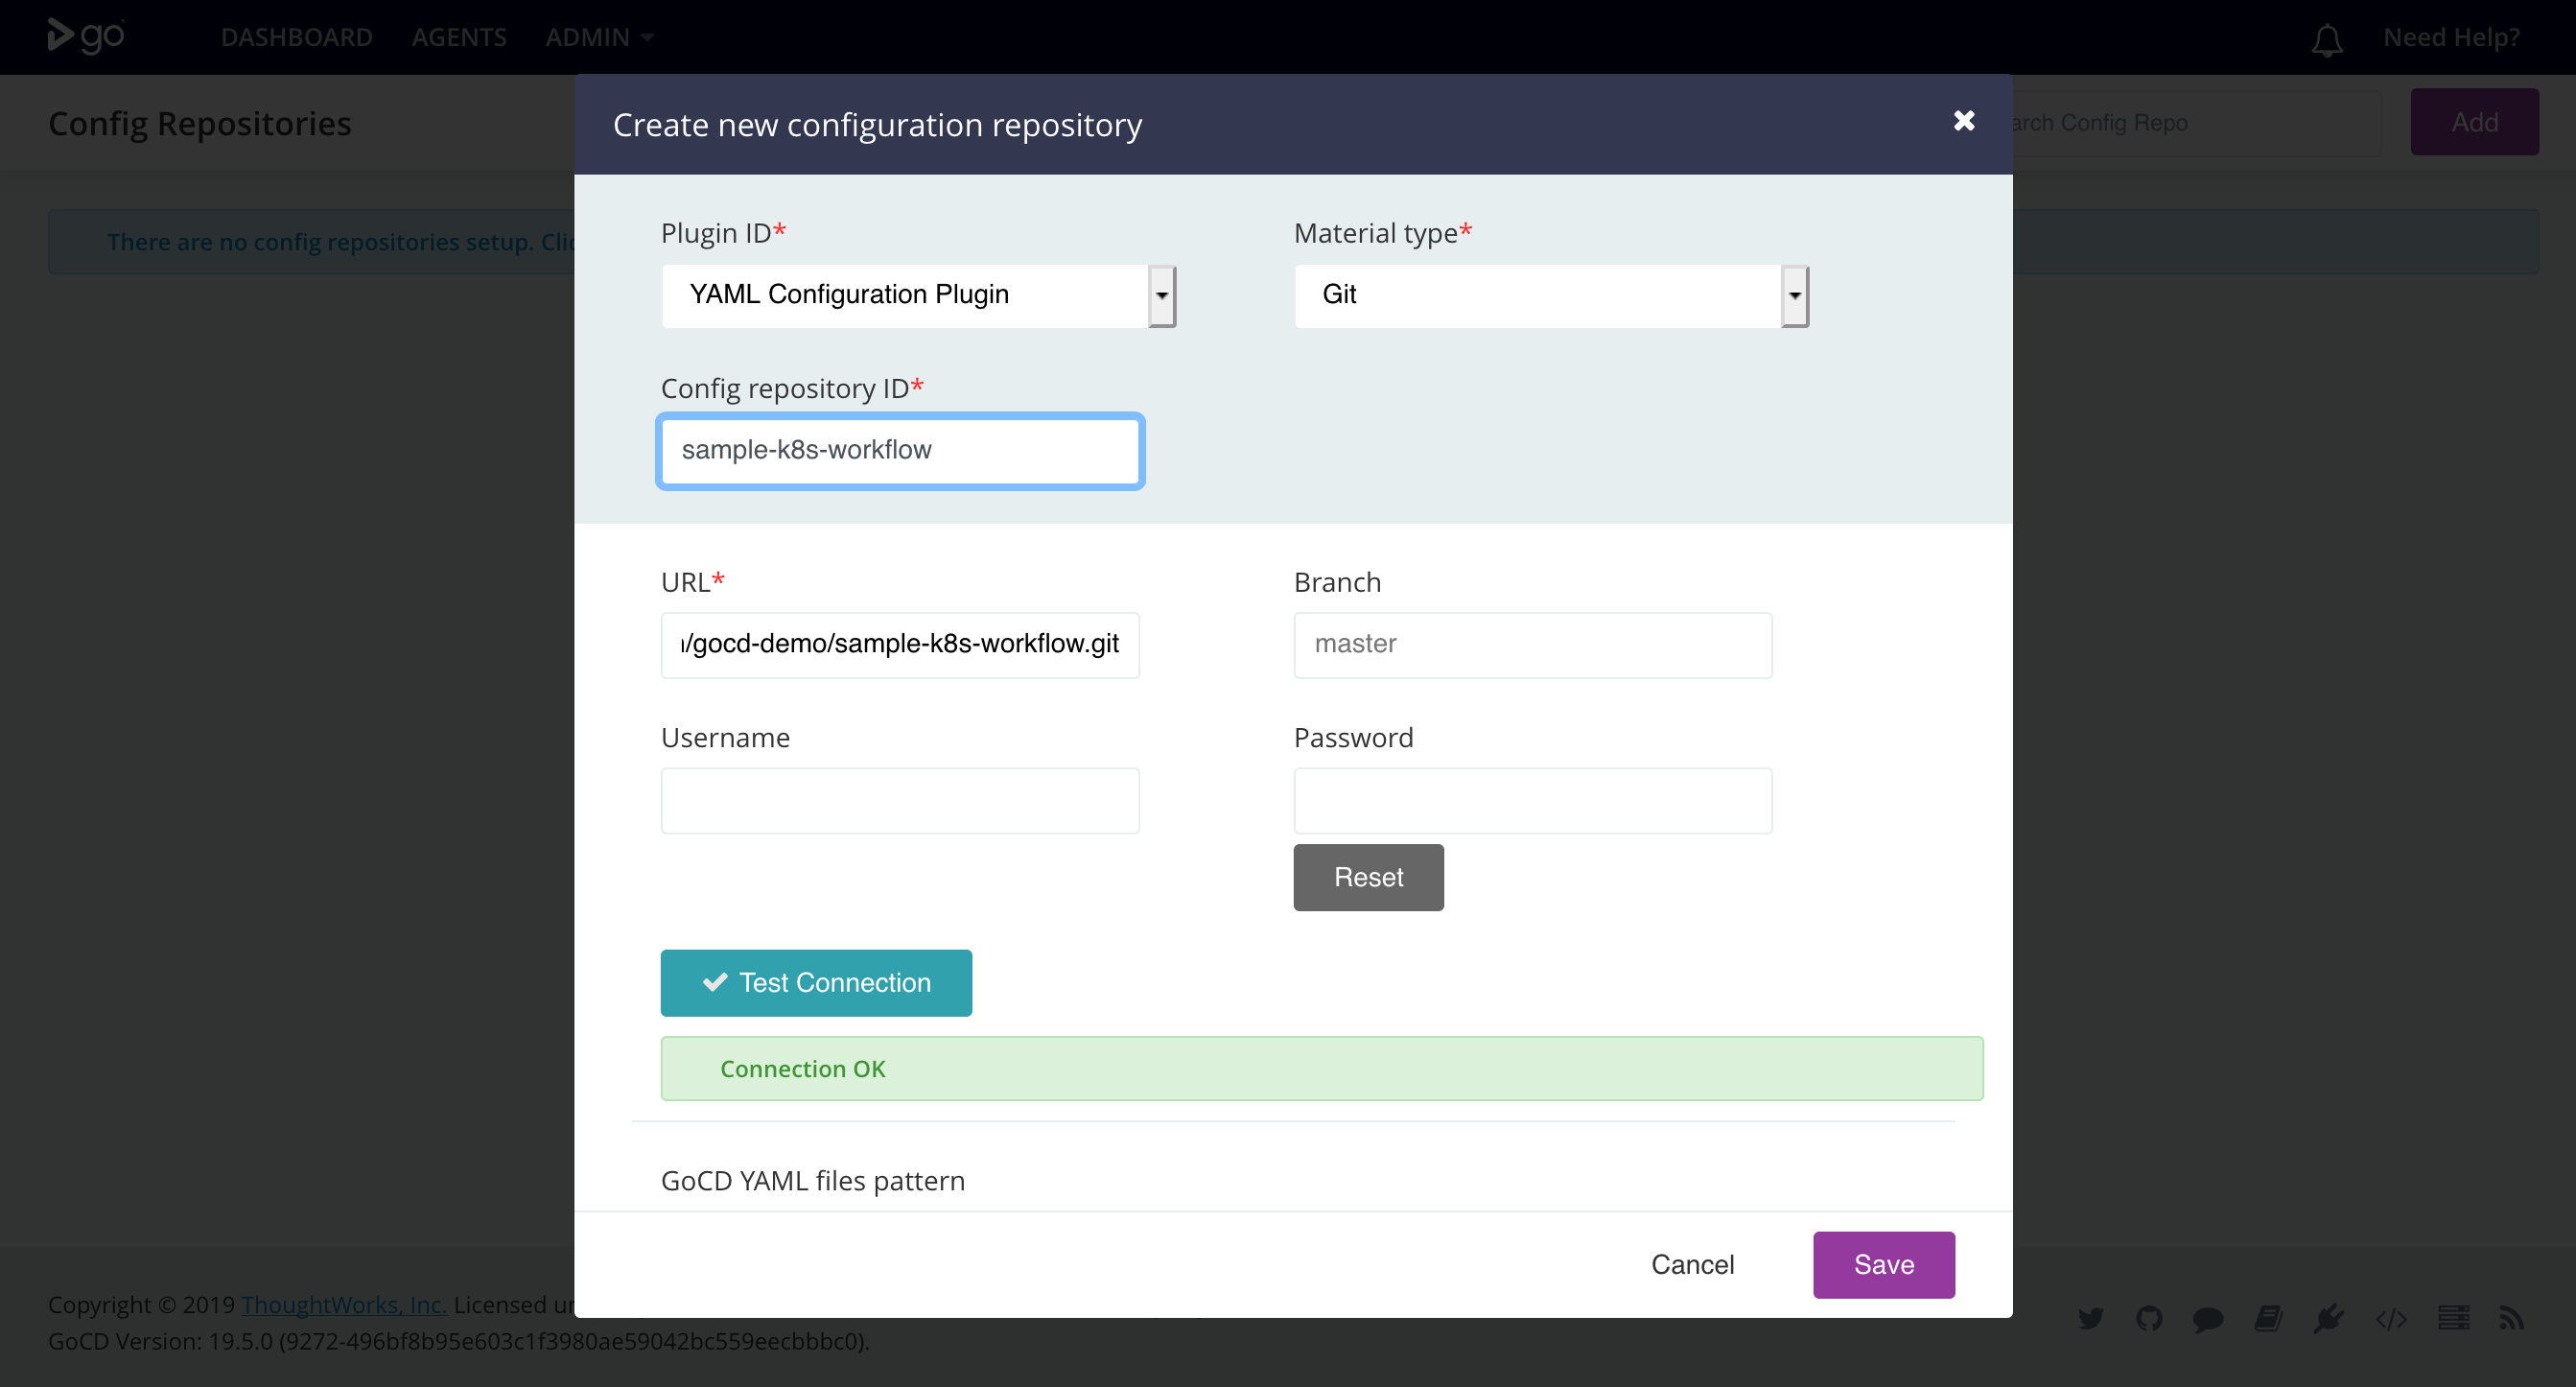 go DASHBOARD AGENTS ADMIN Need Help?
Create new configuration repository
Config Repositories
arch Config Repo Add
There are no config repositories setup.
Plugin ID* Material type*
YAML Configuration Plugin Git
Config repository ID*
sample-k8s-workflow
URL* Branch
/gocd-demo/sample-k8s-workflow.git master
Username Password
Reset
Test Connection
Connection OK
GoCD YAML files pattern
Cancel Save
Copyright © 2019 ThoughtWorks, Inc. Licensed
GoCD Version: 19.5.0 (9272-496bf8b95e603c1f3980ae59042bc559eecbbbc0).